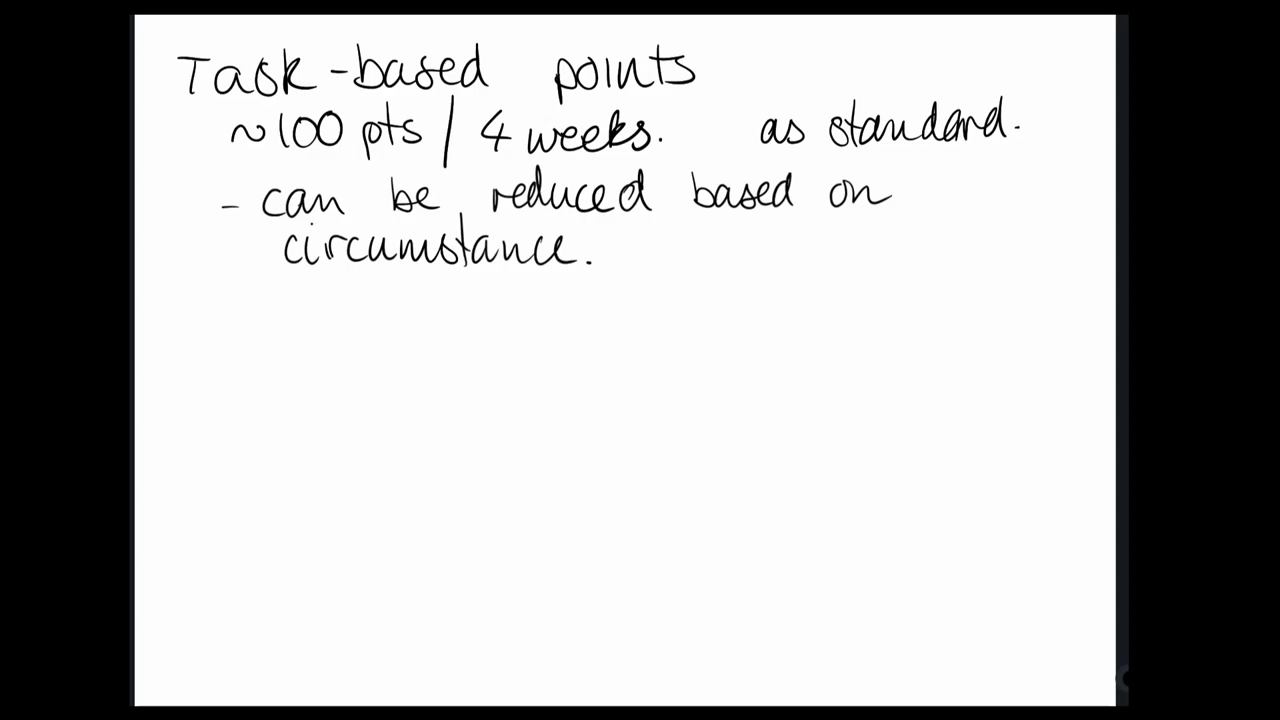 Task-based points
~100 pts / 4 weeks. as standard.
- can be reduced based on
circumstance.